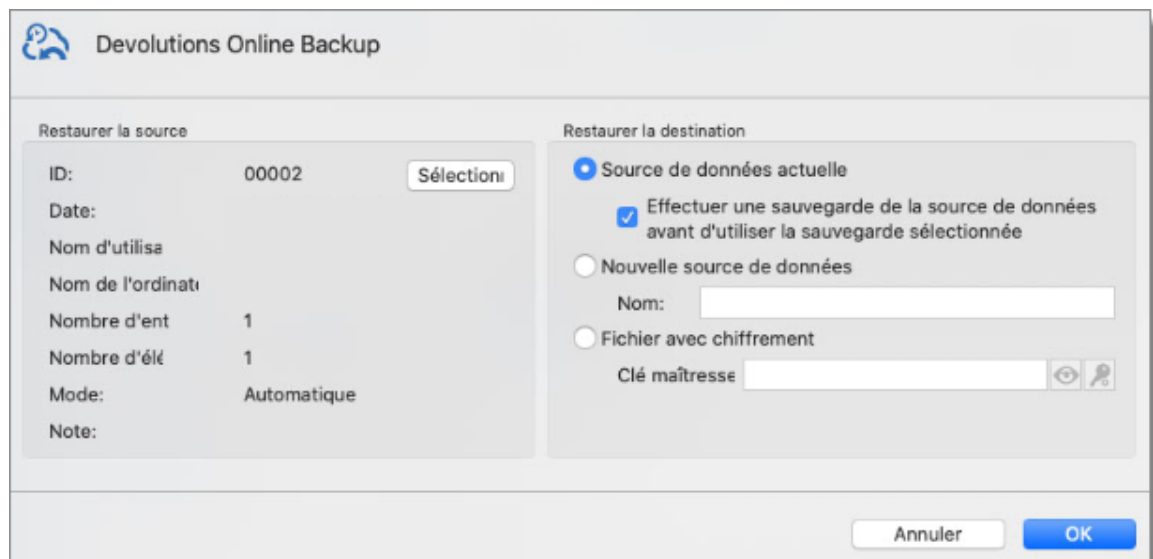 Devolutions Online Backup
Restaurer la source
ID: 00002 Sélection
Date:
Nom d'utilisa
Nom de l'ordinat
Nombre d'ent 1
Nombre d'élé
1
Mode: Automatique
Note:
Restaurer la destination
Source de données actuelle
Effectuer une sauvegarde de la source de données
avant d'utiliser la sauvegarde sélectionnée
Nouvelle source de données
Nom:
Fichier avec chiffrement
Clé maîtresse
Annuler OK